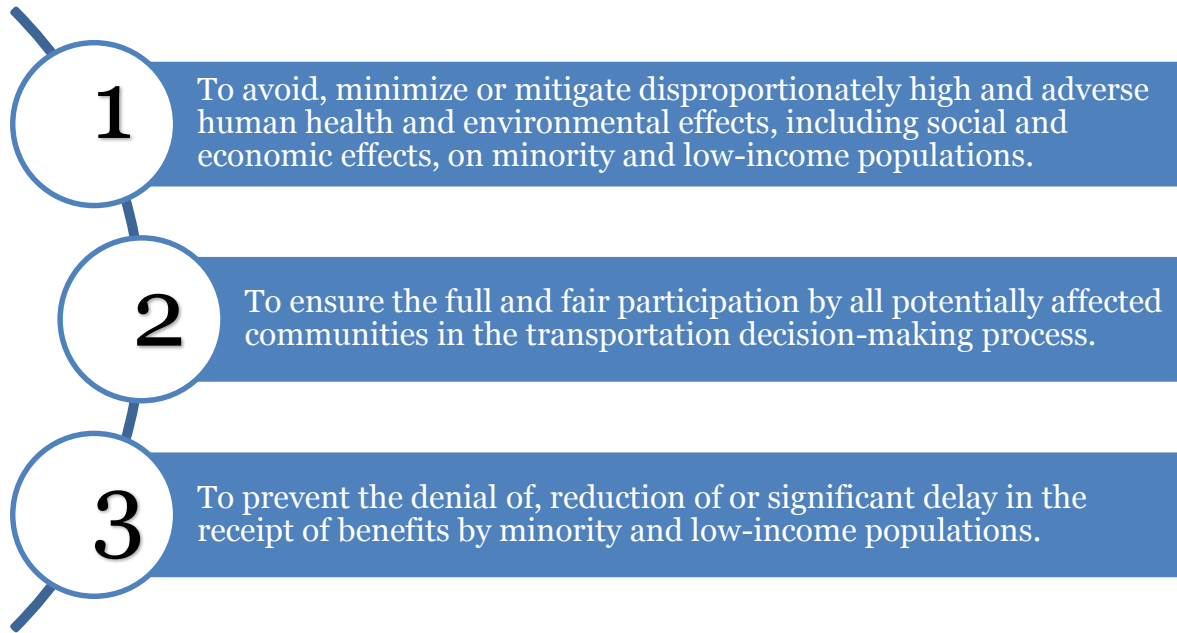 1
To avoid, minimize or mitigate disproportionately high and adverse
human health and environmental effects, including social and
economic effects, on minority and low-income populations.
2
To ensure the full and fair participation by all potentially affected
communities in the transportation decision-making process.
3
To prevent the denial of, reduction of or significant delay in the
receipt of benefits by minority and low-income populations.